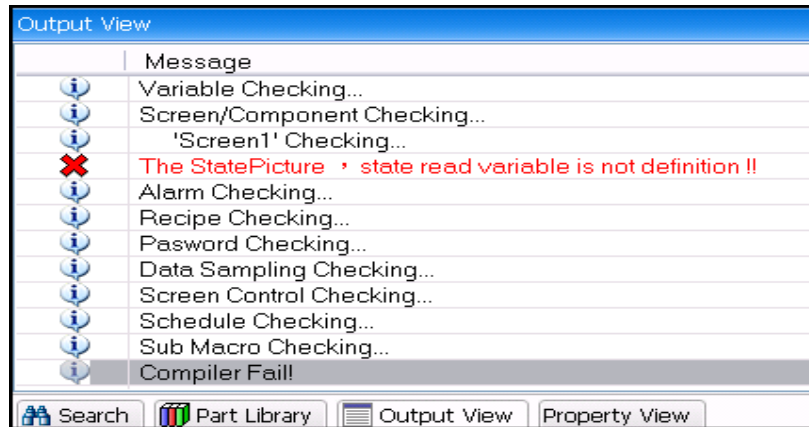 Output View
Message
Variable Checking...
Screen/Component Checking...
'Screen1' Checking...
The StatePicture ，state read variable is not definition !!
Alarm Checking...
Recipe Checking...
Pasword Checking...
Data Sampling Checking...
Screen Control Checking...
Schedule Checking...
Sub Macro Checking...
Compiler Fail!
Search Part Library Output View Property View